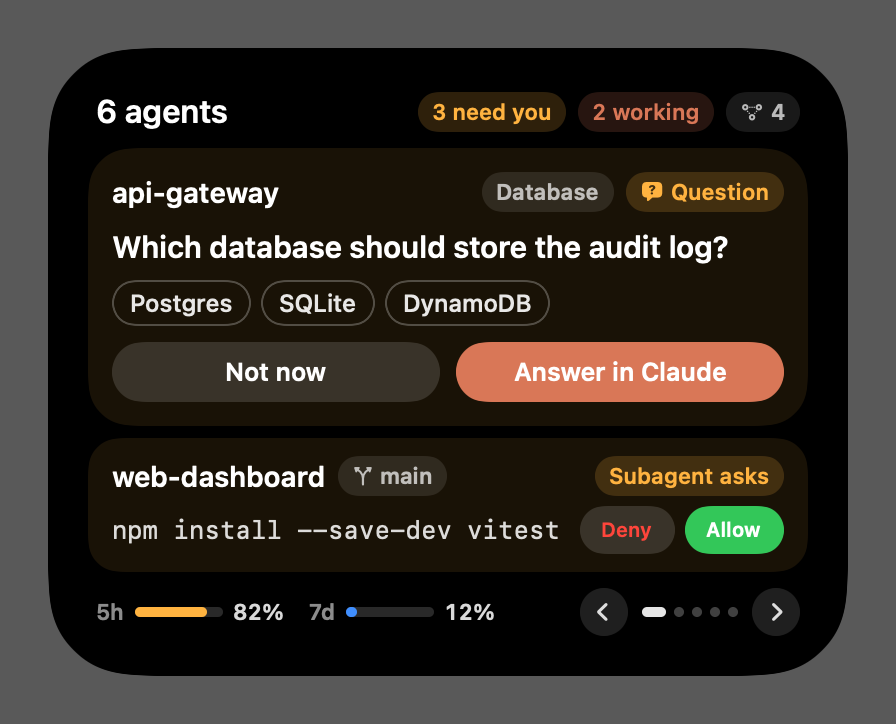 6 agents 3 need you 2 working 4
api-gateway Database Question
Which database should store the audit log?
Postgres SQLite DynamoDB
Not now Answer in Claude
web-dashboard main Subagent asks
npm install --save-dev vitest Deny Allow
5h 82% 7d 12%